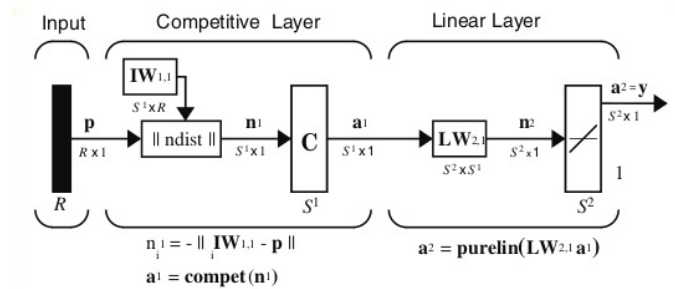 Input Competitive Layer Linear Layer
IW1,1
S1xR
p
R x 1
|| ndist ||
n1
S1x1
C
a1
S1x1
LW2,1
S2xS1
n2
S2x1
a2 = y
S2x1
1
R S1 S2
ni1 = - || iIW1,1 - p ||
a1 = compet(n1)
a2 = purelin(LW2,1 a1)